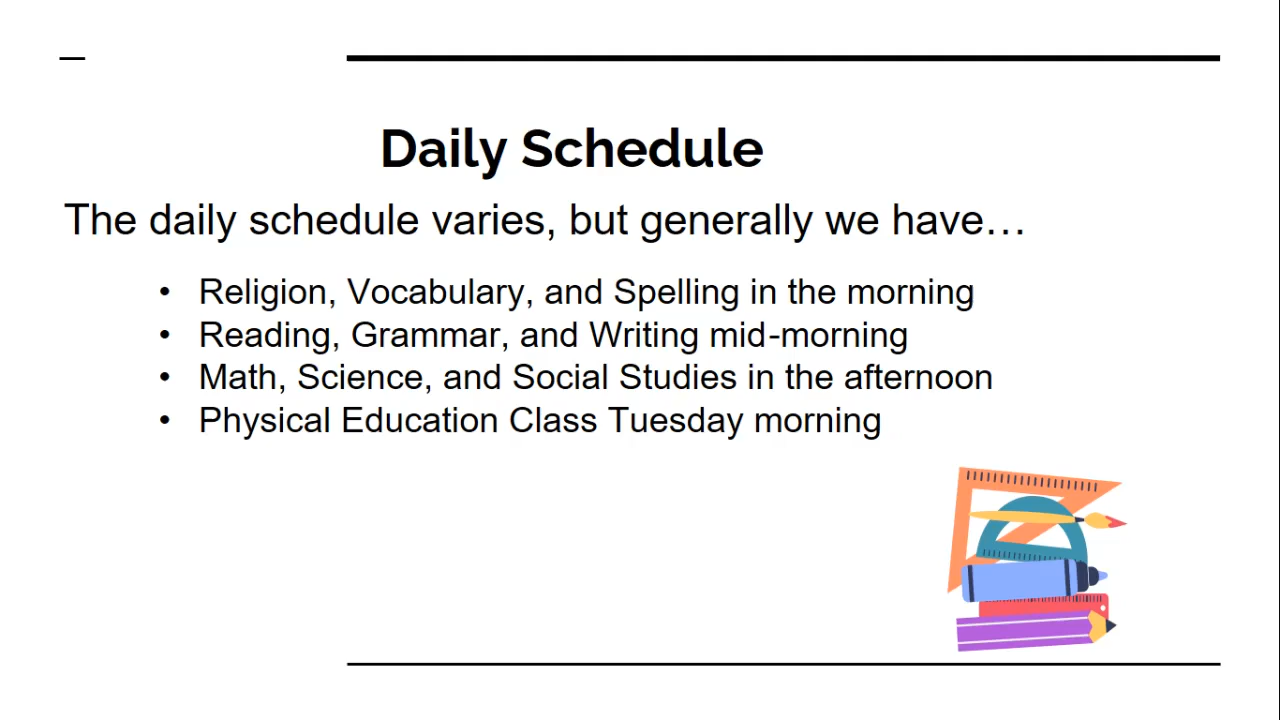 Daily Schedule
The daily schedule varies, but generally we have…
• Religion, Vocabulary, and Spelling in the morning
• Reading, Grammar, and Writing mid-morning
• Math, Science, and Social Studies in the afternoon
• Physical Education Class Tuesday morning